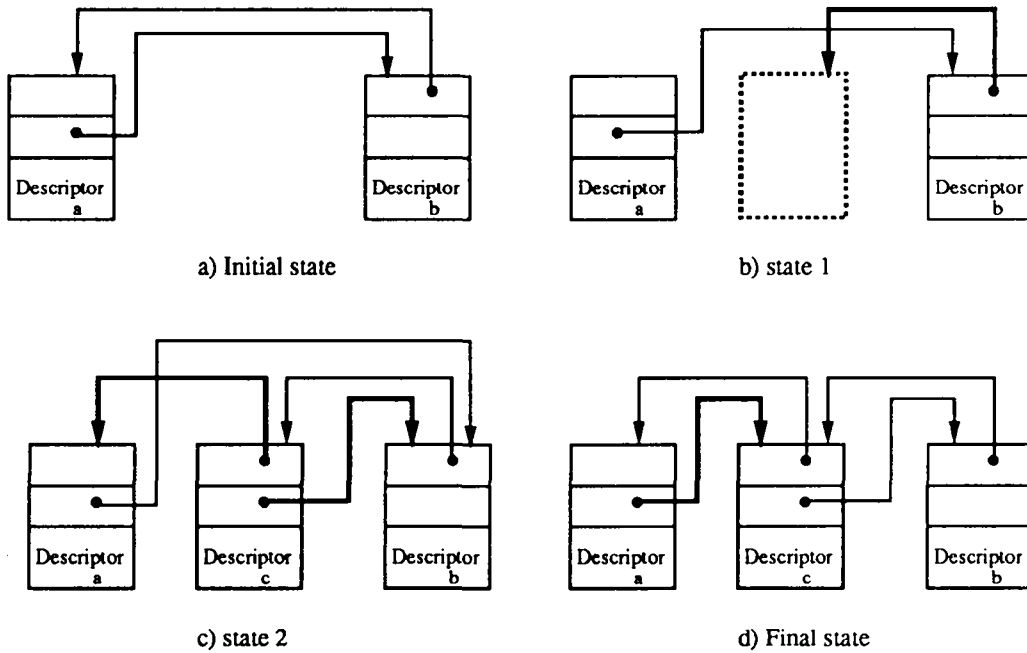 Descriptor
a
Descriptor
b
a) Initial state
Descriptor
a
Descriptor
b
b) state 1
Descriptor
a
Descriptor
c
Descriptor
b
c) state 2
Descriptor
a
Descriptor
c
Descriptor
b
d) Final state